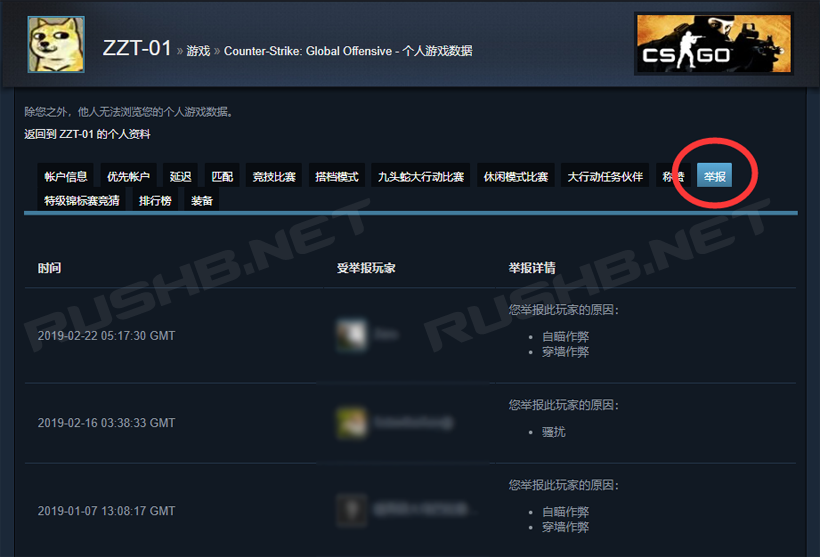 ZZT-01 » 游戏 » Counter-Strike: Global Offensive - 个人游戏数据
CS GO
除您之外，他人无法浏览您的个人游戏数据。
返回到 ZZT-01 的个人资料
帐户信息 优先帐户 延迟 匹配 竞技比赛 搭档模式 九头蛇大行动比赛 休闲模式比赛 大行动任务伙伴 称赞 举报
特级锦标赛竞猜 排行榜 装备
RUSHB.NET RUSHB.NET
时间 受举报玩家 举报详情
您举报此玩家的原因：
2019-02-22 05:17:30 GMT
• 自瞄作弊
• 穿墙作弊
您举报此玩家的原因：
2019-02-16 03:38:33 GMT
• 骚扰
您举报此玩家的原因：
2019-01-07 13:08:17 GMT
• 自瞄作弊
• 穿墙作弊